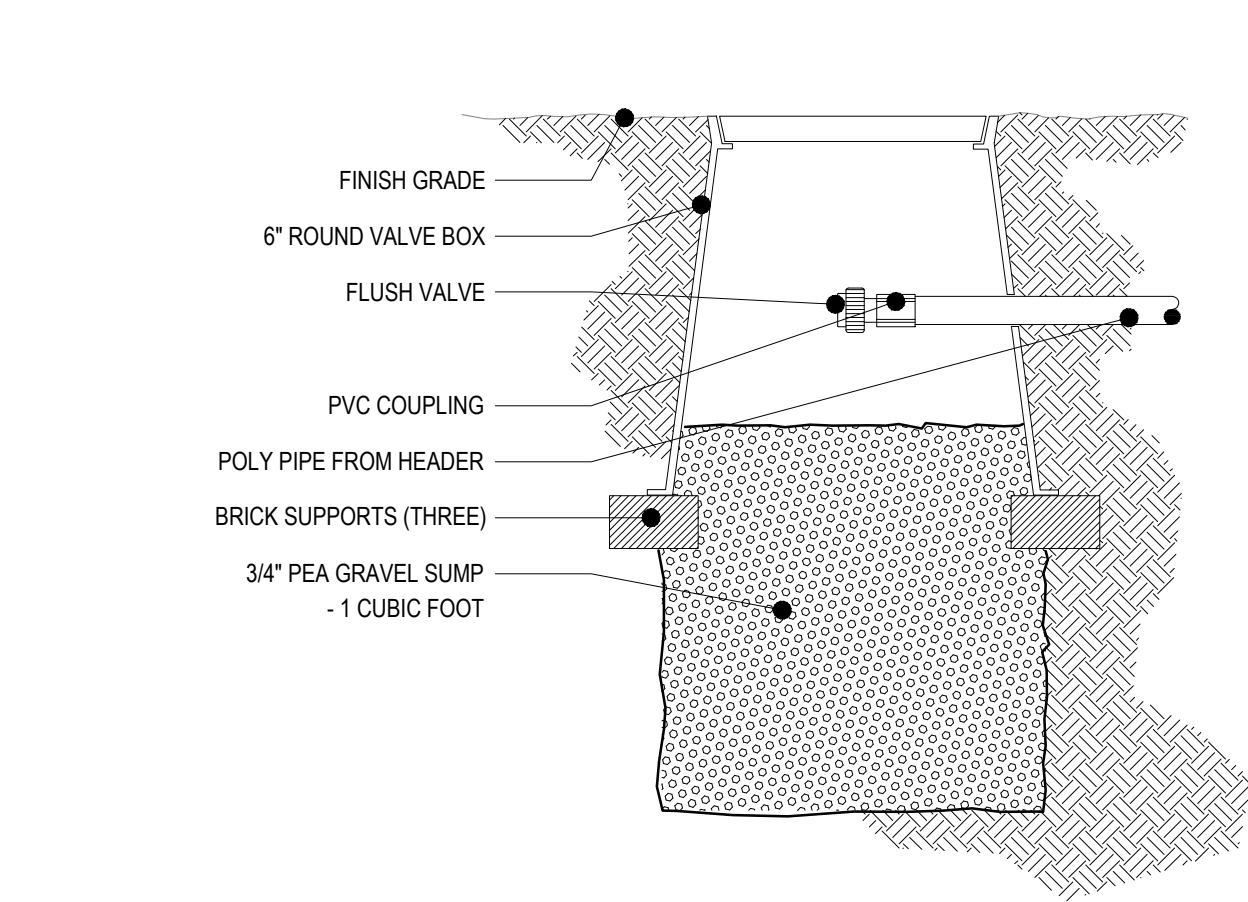 FINISH GRADE
6" ROUND VALVE BOX
FLUSH VALVE
PVC COUPLING
POLY PIPE FROM HEADER
BRICK SUPPORTS (THREE)
3/4" PEA GRAVEL SUMP
- 1 CUBIC FOOT